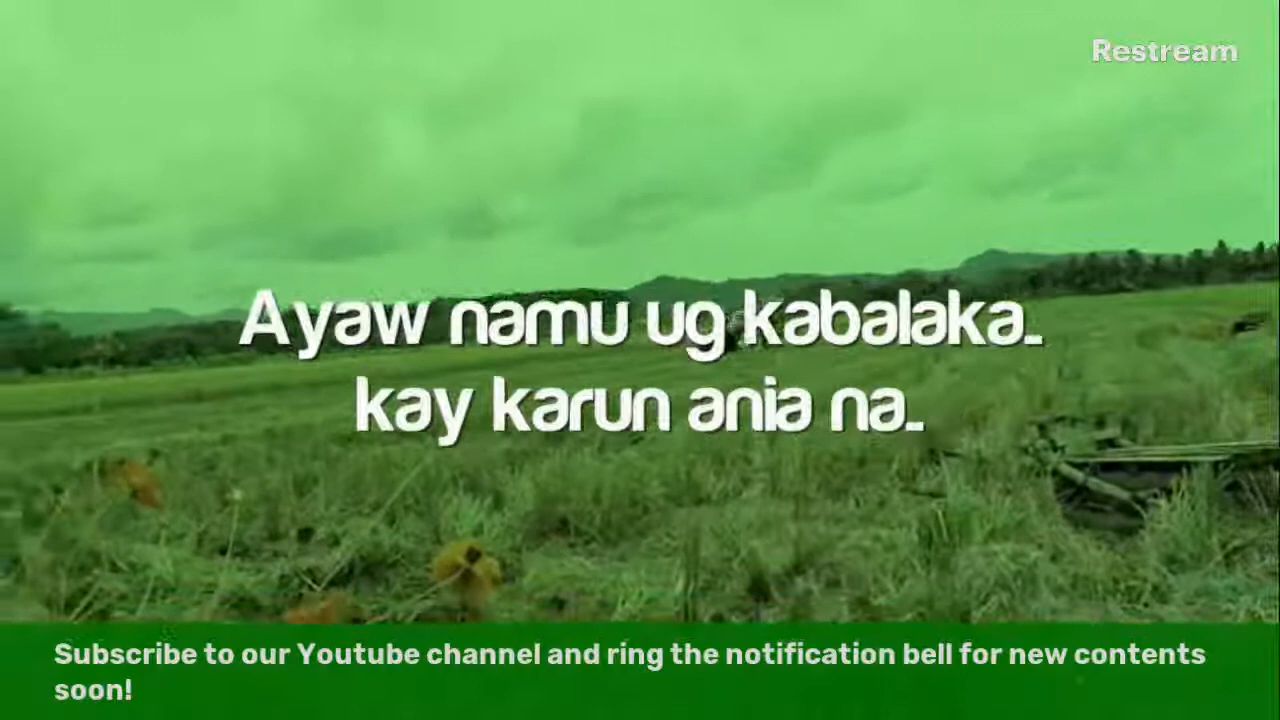 Restream
Ayaw namu ug kabalaka..
kay karun ania na..
Subscribe to our Youtube channel and ring the notification bell for new contents
soon!